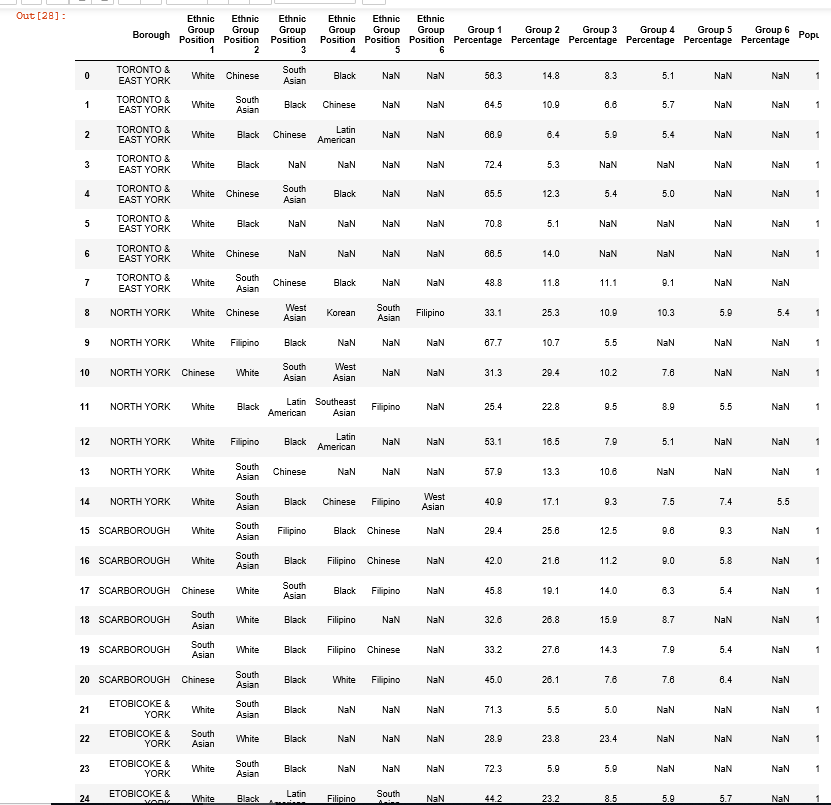 Out[28]:
Borough Ethnic Group Position 1 Ethnic Group Position 2 Ethnic Group Position 3 Ethnic Group Position 4 Ethnic Group Position 5 Ethnic Group Position 6 Group 1 Percentage Group 2 Percentage Group 3 Percentage Group 4 Percentage Group 5 Percentage Group 6 Percentage Popu
0 TORONTO & EAST YORK White Chinese South Asian Black NaN NaN 56.3 14.8 8.3 5.1 NaN NaN 1
1 TORONTO & EAST YORK White South Asian Black Chinese NaN NaN 64.5 10.9 6.6 5.7 NaN NaN 1
2 TORONTO & EAST YORK White Black Chinese Latin American NaN NaN 66.9 6.4 5.9 5.4 NaN NaN 1
3 TORONTO & EAST YORK White Black NaN NaN NaN NaN 72.4 5.3 NaN NaN NaN NaN 1
4 TORONTO & EAST YORK White Chinese South Asian Black NaN NaN 65.5 12.3 5.4 5.0 NaN NaN 1
5 TORONTO & EAST YORK White Black NaN NaN NaN NaN 70.8 5.1 NaN NaN NaN NaN 1
6 TORONTO & EAST YORK White Chinese NaN NaN NaN NaN 66.5 14.0 NaN NaN NaN NaN 1
7 TORONTO & EAST YORK White South Asian Chinese Black NaN NaN 48.8 11.8 11.1 9.1 NaN NaN
8 NORTH YORK White Chinese West Asian Korean South Asian Filipino 33.1 25.3 10.9 10.3 5.9 5.4 1
9 NORTH YORK White Filipino Black NaN NaN NaN 67.7 10.7 5.5 NaN NaN NaN 1
10 NORTH YORK Chinese White South Asian West Asian NaN NaN 31.3 29.4 10.2 7.6 NaN NaN 1
11 NORTH YORK White Black Latin American Southeast Asian Filipino NaN 25.4 22.8 9.5 8.9 5.5 NaN 1
12 NORTH YORK White Filipino Black Latin American NaN NaN 53.1 16.5 7.9 5.1 NaN NaN 1
13 NORTH YORK White South Asian Chinese NaN NaN NaN 57.9 13.3 10.6 NaN NaN NaN 1
14 NORTH YORK White South Asian Black Chinese Filipino West Asian 40.9 17.1 9.3 7.5 7.4 5.5
15 SCARBOROUGH White South Asian Filipino Black Chinese NaN 29.4 25.6 12.5 9.6 9.3 NaN 1
16 SCARBOROUGH White South Asian Black Filipino Chinese NaN 42.0 21.6 11.2 9.0 5.8 NaN 1
17 SCARBOROUGH Chinese White South Asian Black Filipino NaN 45.8 19.1 14.0 6.3 5.4 NaN 1
18 SCARBOROUGH South Asian White Black Filipino NaN NaN 32.6 26.8 15.9 8.7 NaN NaN 1
19 SCARBOROUGH South Asian White Black Filipino Chinese NaN 33.2 27.6 14.3 7.9 5.4 NaN 1
20 SCARBOROUGH Chinese South Asian Black White Filipino NaN 45.0 26.1 7.6 7.6 6.4 NaN
21 ETOBICOKE & YORK White South Asian Black NaN NaN NaN 71.3 5.5 5.0 NaN NaN NaN 1
22 ETOBICOKE & YORK South Asian White Black NaN NaN NaN 28.9 23.8 23.4 NaN NaN NaN 1
23 ETOBICOKE & YORK White South Asian Black NaN NaN NaN 72.3 5.9 5.9 NaN NaN NaN 1
24 ETOBICOKE & YORK White Black Latin American Filipino South Asian NaN 44.2 23.2 8.5 5.9 5.7 NaN 1